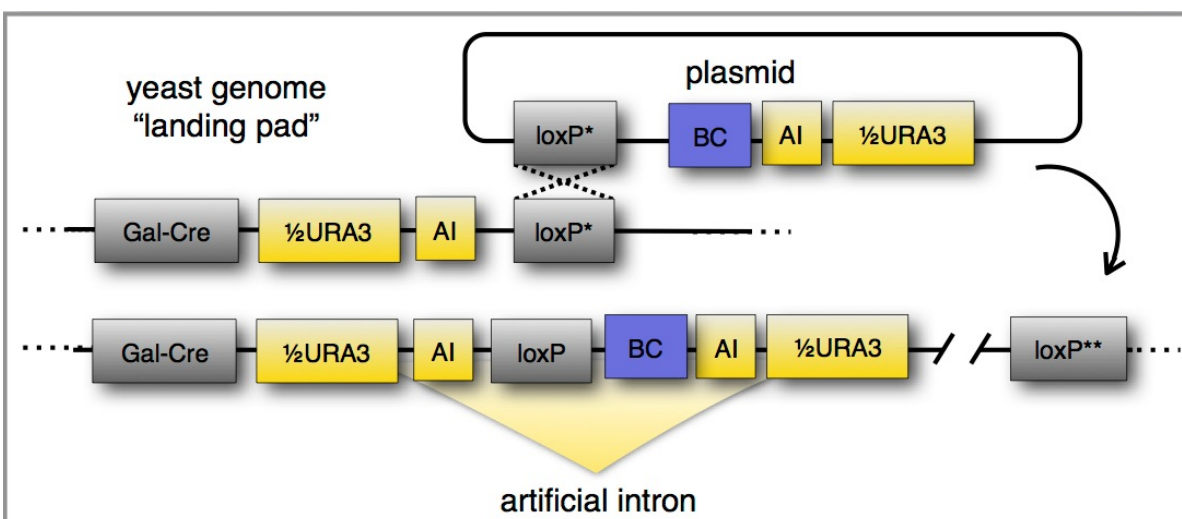 yeast genome
“landing pad”
plasmid
loxP* BC AI ½URA3
Gal-Cre ½URA3 AI loxP*
Gal-Cre ½URA3 AI loxP BC AI ½URA3 loxP**
artificial intron